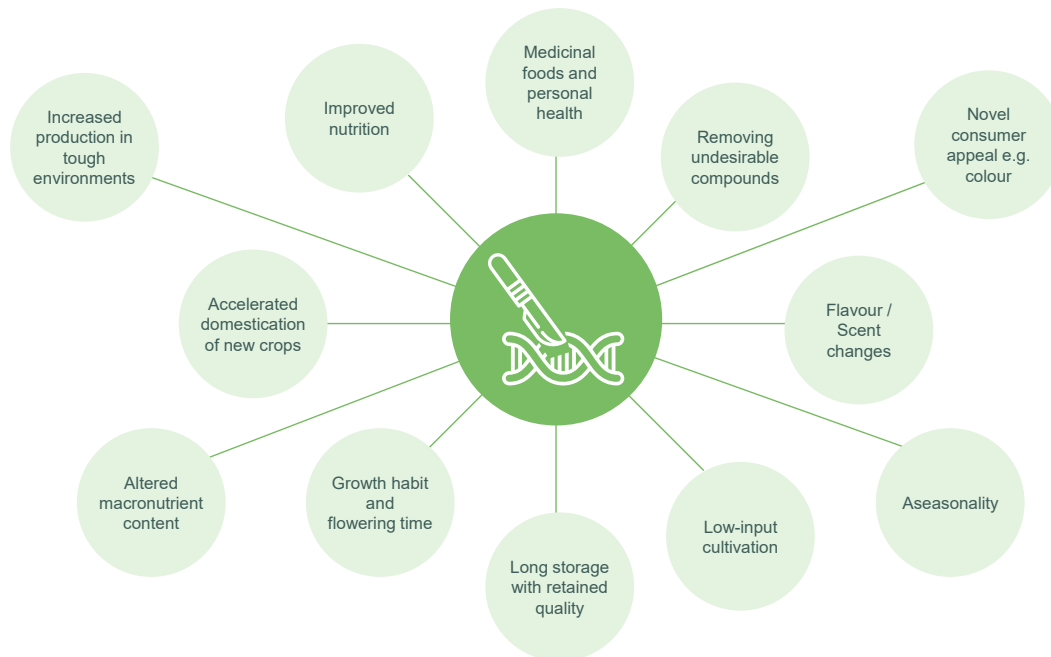 Medicinal
foods and
personal
health
Improved
nutrition
Increased
production in
tough
environments
Removing
undesirable
compounds
Novel
consumer
appeal e.g.
colour
Accelerated
domestication
of new crops
Flavour /
Scent
changes
Altered
macronutrient
content
Growth habit
and
flowering time
Long storage
with retained
quality
Low-input
cultivation
Aseasonality